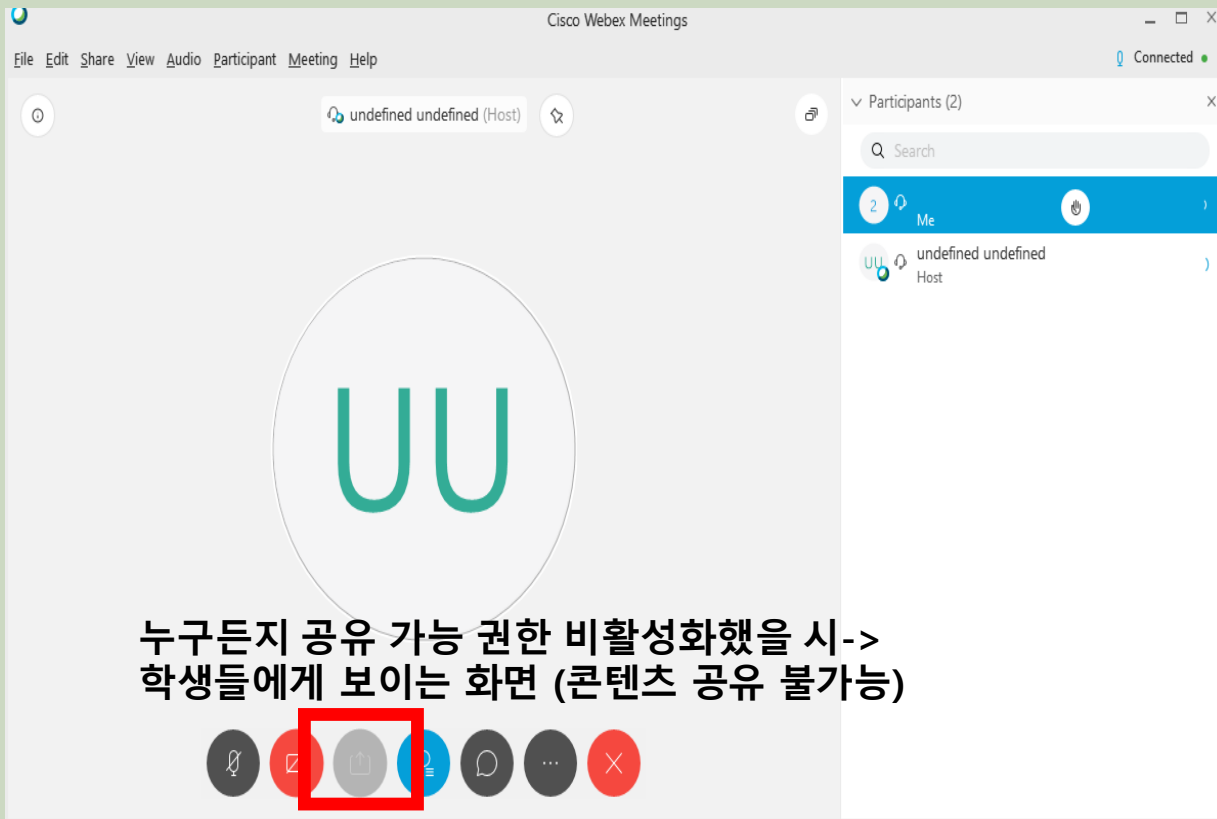 Cisco Webex Meetings
File Edit Share View Audio Participant Meeting Help
Connected
undefined undefined (Host)
Participants (2)
Search
2
Me
UU
undefined undefined
Host
UU
누구든지 공유 가능 권한 비활성화했을 시->
학생들에게 보이는 화면 (콘텐츠 공유 불가능)